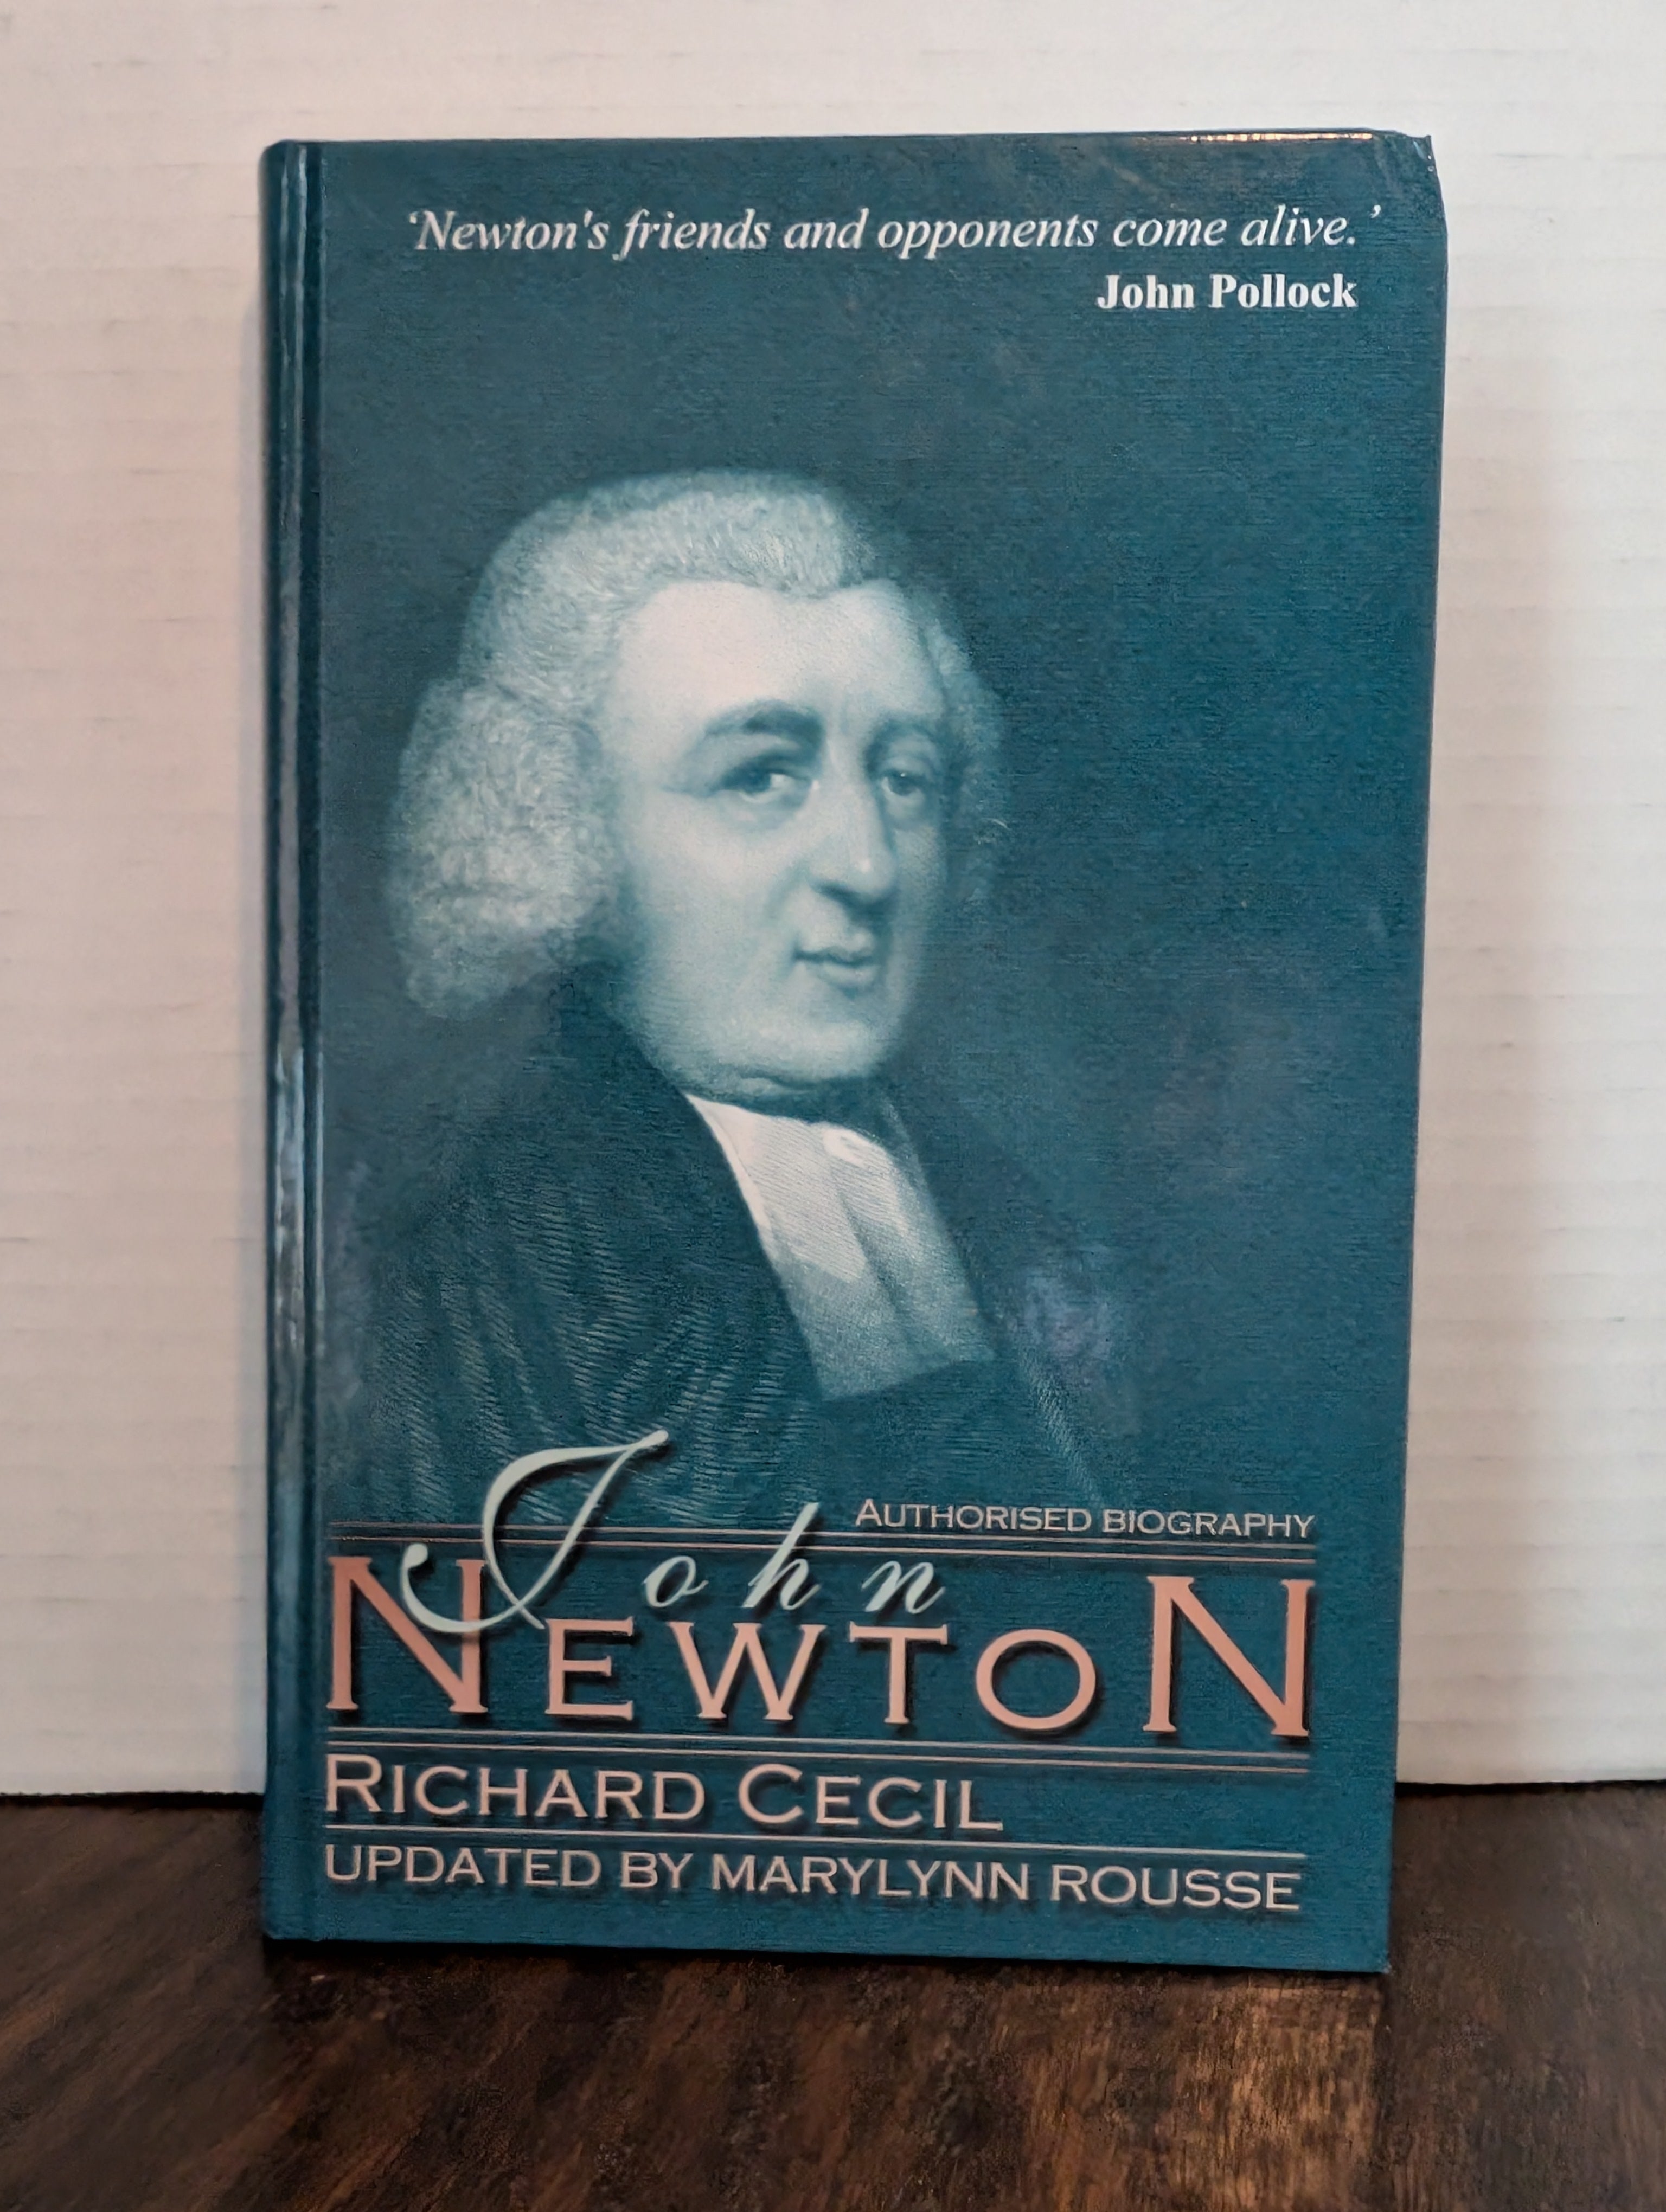 'Newton's friends and opponents come alive.'
John Pollock
AUTHORISED BIOGRAPHY
John
NEWTON
RICHARD CECIL
UPDATED BY MARYLYNN ROUSSE